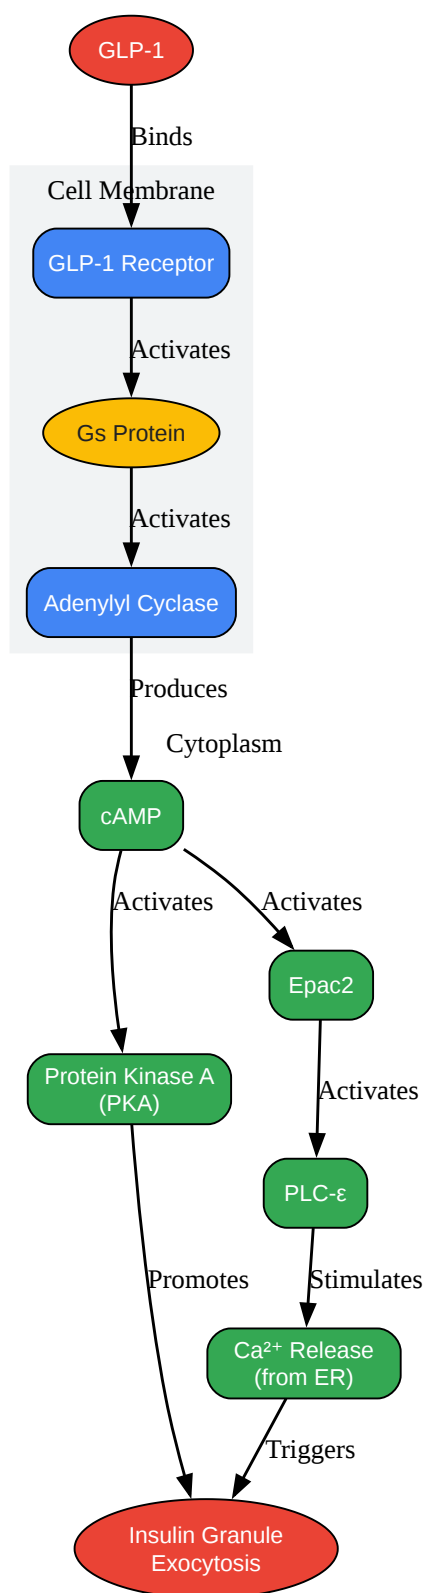 GLP-1
Binds
Cell Membrane
GLP-1 Receptor
Activates
Gs Protein
Activates
Adenylyl Cyclase
Produces
Cytoplasm
cAMP
Activates
Activates
Epac2
Protein Kinase A
(PKA)
Activates
PLC-ε
Promotes
Stimulates
Ca²⁺ Release
(from ER)
Triggers
Insulin Granule
Exocytosis